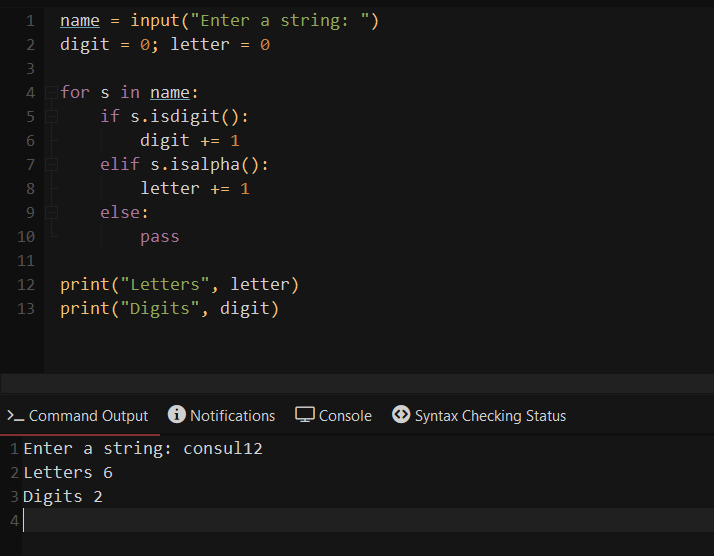 1 name = input("Enter a string: ")
2 digit = 0; letter = 0
3
4 for s in name:
5     if s.isdigit():
6         digit += 1
7     elif s.isalpha():
8         letter += 1
9     else:
10         pass
11
12 print("Letters", letter)
13 print("Digits", digit)
Command Output Notifications Console Syntax Checking Status
1 Enter a string: consul12
2 Letters 6
3 Digits 2
4